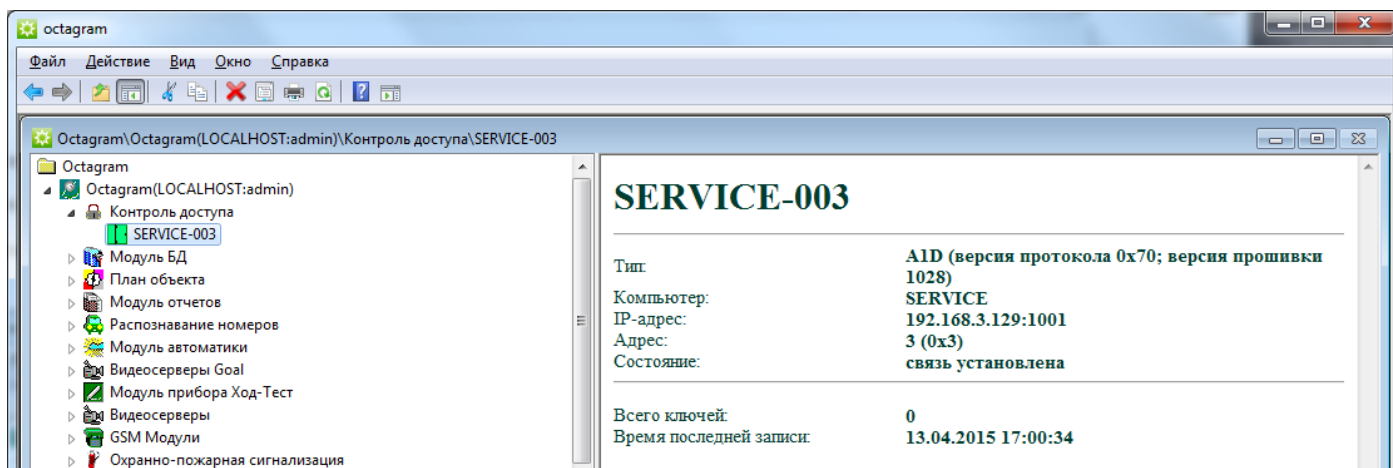 octagram
Файл Действие Вид Окно Справка
Octagram\Octagram(LOCALHOST:admin)\Контроль доступа\SERVICE-003
Octagram
Octagram(LOCALHOST:admin)
Контроль доступа
SERVICE-003
Модуль БД
План объекта
Модуль отчетов
Распознавание номеров
Модуль автоматики
Видеосерверы Goal
Модуль прибора Ход-Тест
Видеосерверы
GSM Модули
Охранно-пожарная сигнализация
SERVICE-003
Тип: A1D (версия протокола 0x70; версия прошивки
1028)
Компьютер: SERVICE
IP-адрес: 192.168.3.129:1001
Адрес: 3 (0x3)
Состояние: связь установлена
Всего ключей: 0
Время последней записи: 13.04.2015 17:00:34